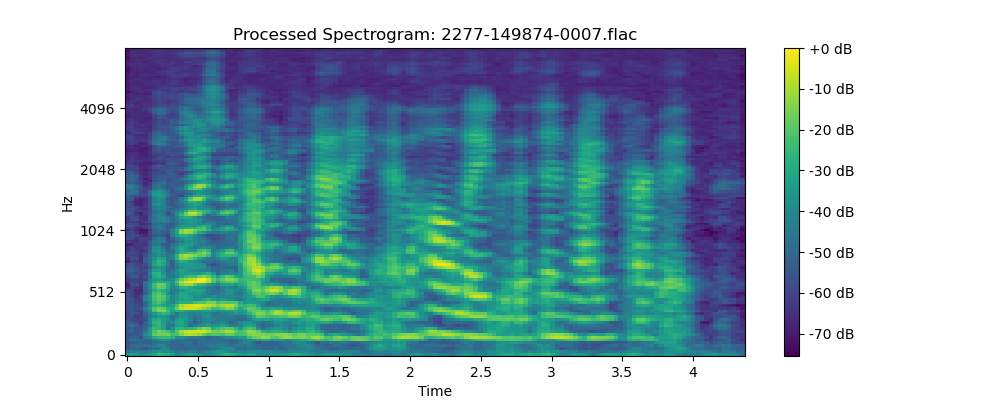 Processed Spectrogram: 2277-149874-0007.flac
Hz
4096
2048
1024
512
0
0 0.5 1 1.5 2 2.5 3 3.5 4
Time
+0 dB
-10 dB
-20 dB
-30 dB
-40 dB
-50 dB
-60 dB
-70 dB